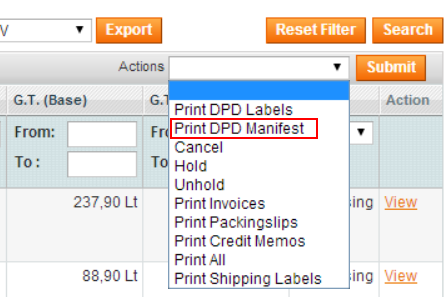 V Export Reset Filter Search
Actions Submit
G.T. (Base) G.T Action
From: Fr
To : To
Print DPD Labels
Print DPD Manifest
Cancel
Hold
Unhold
Print Invoices
Print Packingslips
Print Credit Memos
Print All
Print Shipping Labels
237,90 Lt sing View
88,90 Lt sing View